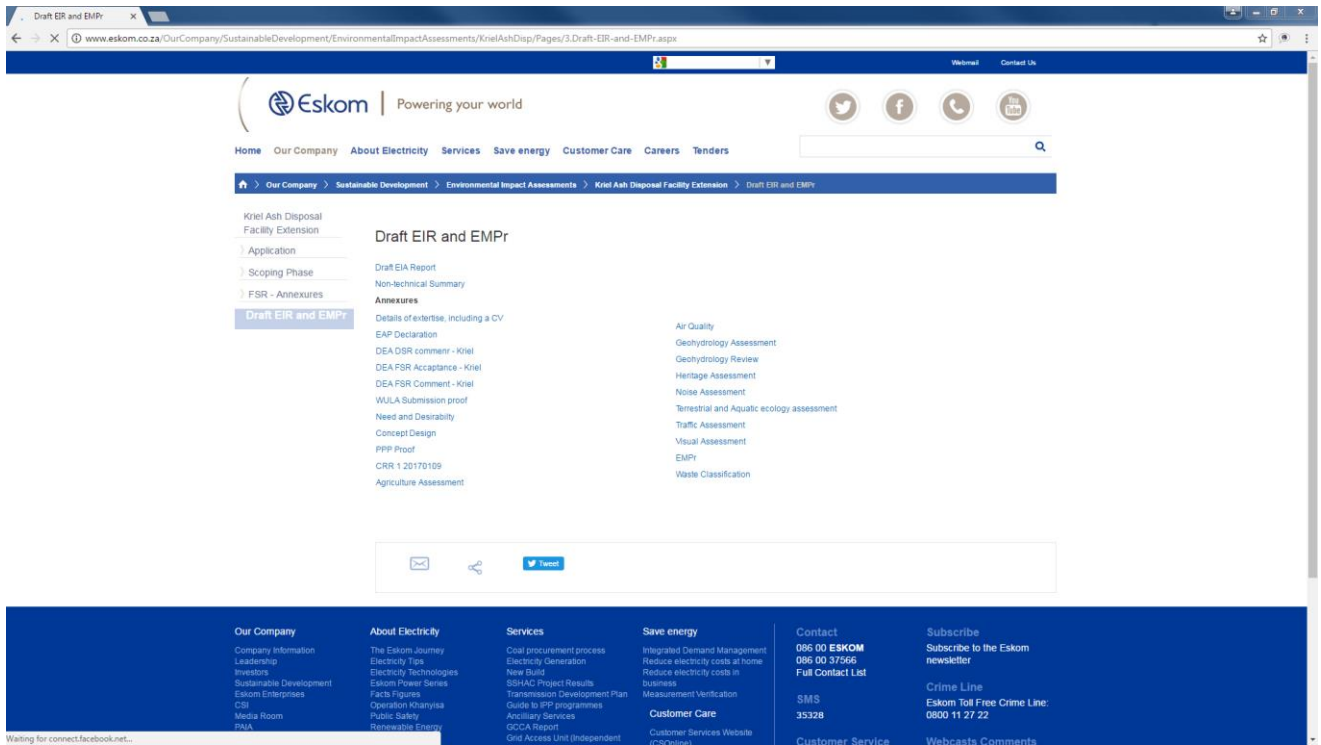 Draft EIR and EMPr
www.eskom.co.za/OurCompany/SustainableDevelopment/EnvironmentalImpactAssessments/KrielAshDisp/Pages/3.Draft-EIR-and-EMPr.aspx
Webmail Contact Us
Eskom | Powering your world
You Tube
Home Our Company About Electricity Services Save energy Customer Care Careers Tenders
Our Company > Sustainable Development > Environmental Impact Assessments > Kriel Ash Disposal Facility Extension > Draft EIR and EMPr
Kriel Ash Disposal
Facility Extension
Application
Scoping Phase
FSR - Annexures
Draft EIR and EMPr
Draft EIR and EMPr
Draft EIA Report
Non-technical Summary
Annexures
Details of extertise, including a CV
EAP Declaration
DEA DSR commenr - Kriel
DEA FSR Accaptance - Kriel
DEA FSR Comment - Kriel
WULA Submission proof
Need and Desirabilty
Concept Design
PPP Proof
CRR 1 20170109
Agriculture Assessment
Air Quality
Geohydrology Assessment
Geohydrology Review
Heritage Assessment
Noise Assessment
Terrestrial and Aquatic ecology assessment
Traffic Assessment
Visual Assessment
EMPr
Waste Classification
Tweet
Our Company
Company Information
Leadership
Investors
Sustainable Development
Eskom Enterprises
CSI
Media Room
PAIA
About Electricity
The Eskom Journey
Electricity Tips
Electricity Technologies
Eskom Power Series
Facts Figures
Operation Khanyisa
Public Safety
Renewable Energy
Services
Coal procurement process
Electricity Generation
New Build
SSHAC Project Results
Transmission Development Plan
Guide to IPP programmes
Ancilliary Services
GCCA Report
Grid Access Unit (Independent
Save energy
Integrated Demand Management
Reduce electricity costs at home
Reduce electricity costs in
business
Measurement Verification
Customer Care
Customer Services Website
(CSOnline)
Contact
086 00 ESKOM
086 00 37566
Full Contact List
SMS
35328
Customer Service
Subscribe
Subscribe to the Eskom
newsletter
Crime Line
Eskom Toll Free Crime Line:
0800 11 27 22
Webcasts Comments
Waiting for connect.facebook.net...